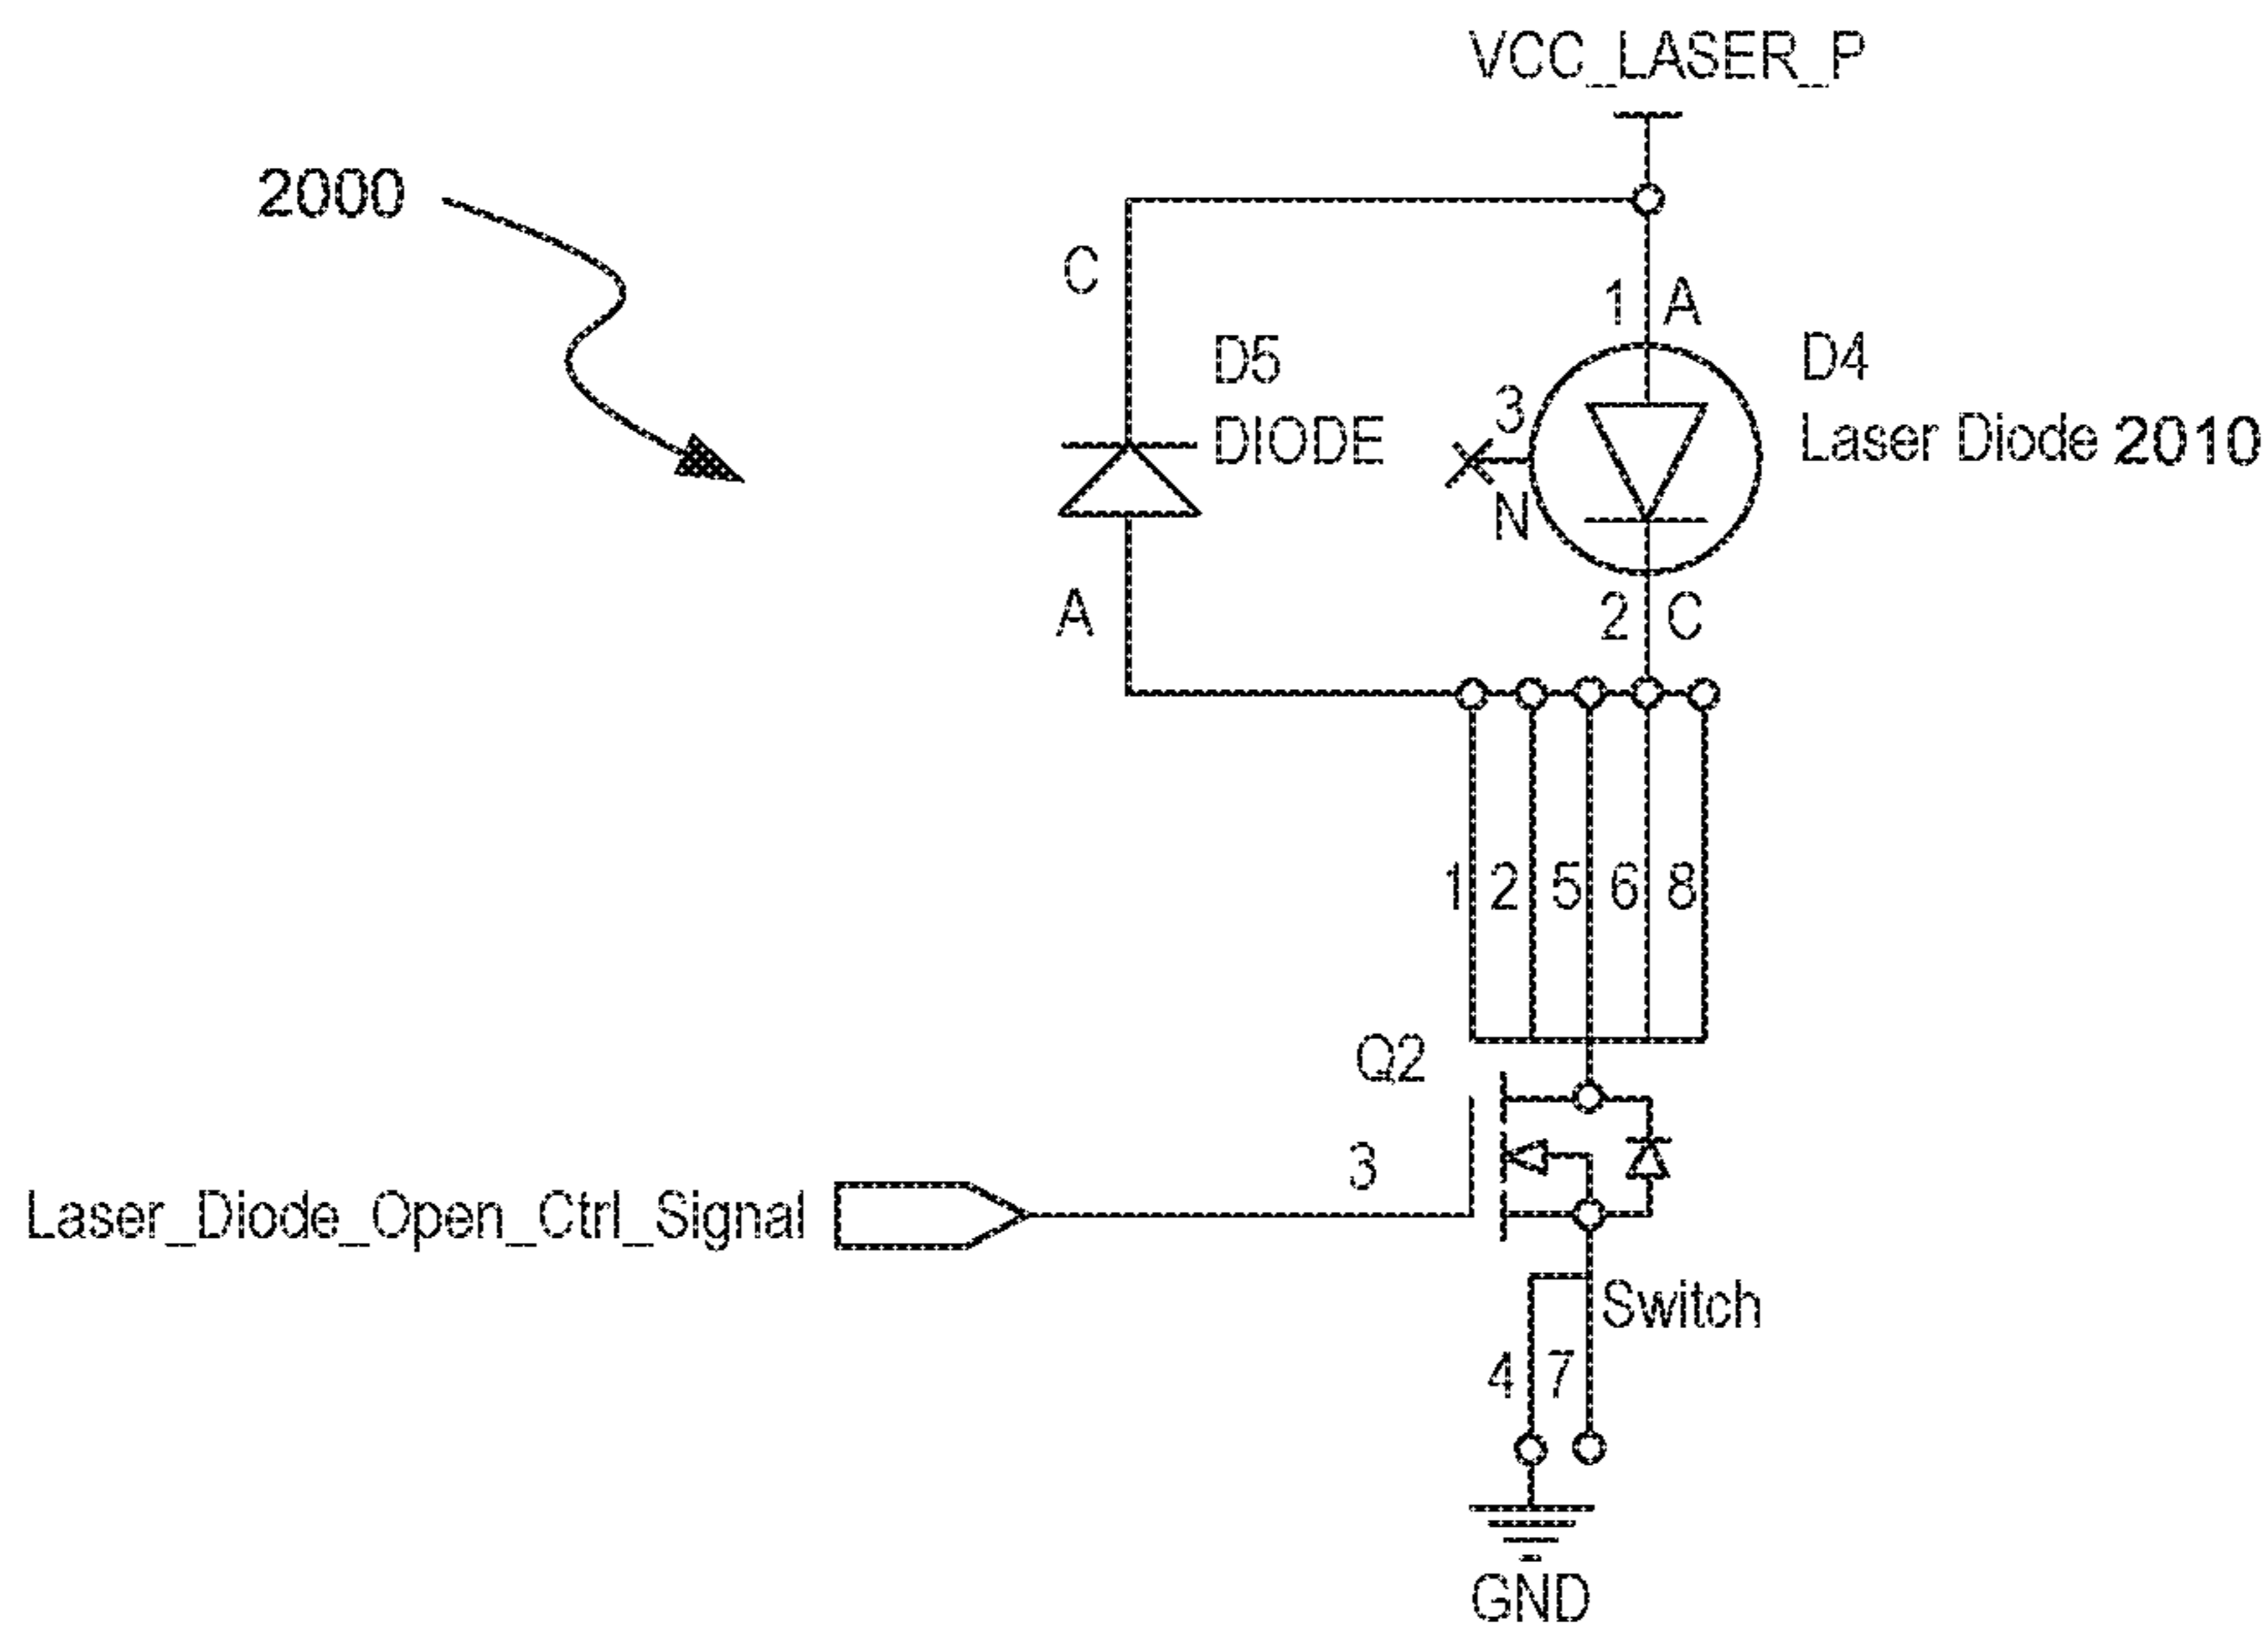 VCC_LASER_P
2000
C
1 A
D5
D4
3
DIODE
Laser Diode 2010
N
A
2 C
1 2 5 6 8
Q2
3
Laser_Diode_Open_Ctrl_Signal
Switch
4 7
GND